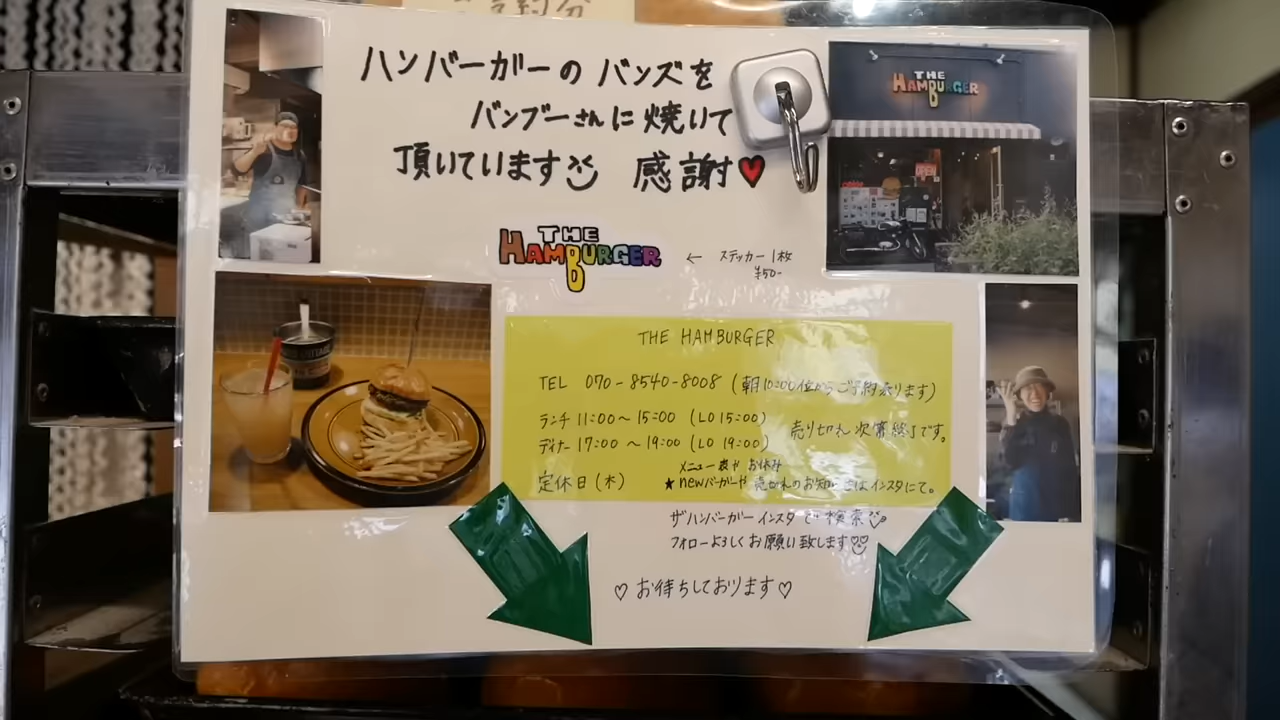 ハンバーガーのバンズを
バンブーさんに焼いて
頂いています 感謝
THE
HAMBURGER
THE
HAMBURGER
← ステッカー1枚
¥50-
THE HAMBURGER
TEL 070-8540-8008 (朝10:00位からご予約承ります)
ランチ 11:00~15:00 (LO 15:00)
ディナー 17:00~19:00 (LO 19:00)
売り切れ次第終了です。
定休日(木)
メニュー表や お休み
★newバーガーや 売切れのお知らせはインスタにて。
ザハンバーガー インスタで検索
フォローよろしくお願い致します
♡お待ちしております♡